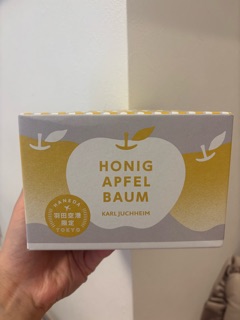 HONIG
APFEL
BAUM
KARL JUCHHEIM
HANEDA
羽田空港
限定
TOKYO